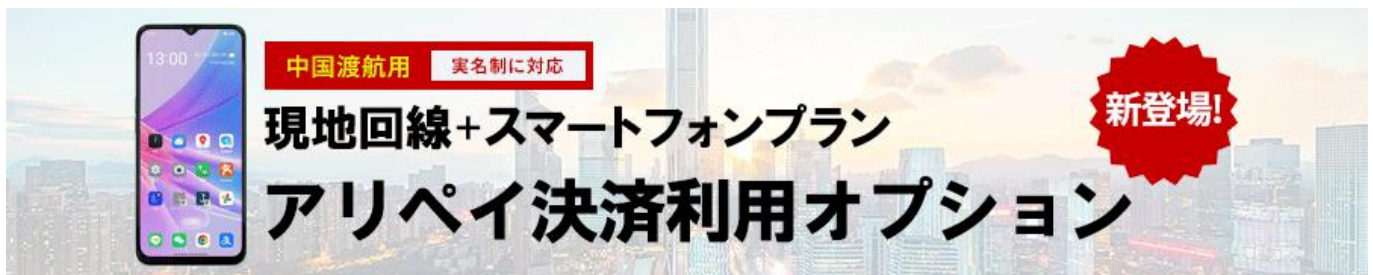 13:00
中国渡航用 実名制に対応
現地回線+スマートフォンプラン
新登場!
アリペイ決済利用オプション